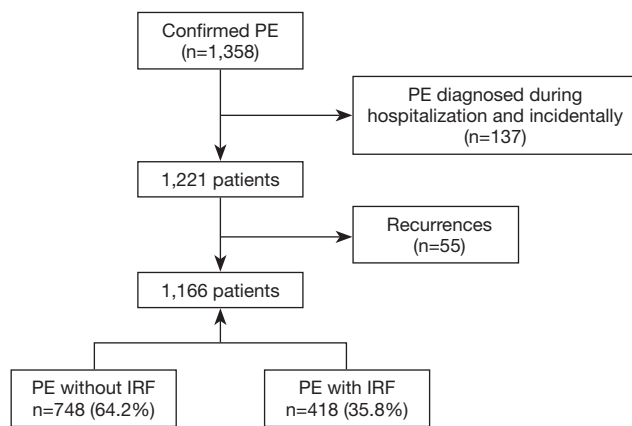 Confirmed PE
(n=1,358)
PE diagnosed during
hospitalization and incidentally
(n=137)
1,221 patients
Recurrences
(n=55)
1,166 patients
PE without IRF
n=748 (64.2%)
PE with IRF
n=418 (35.8%)